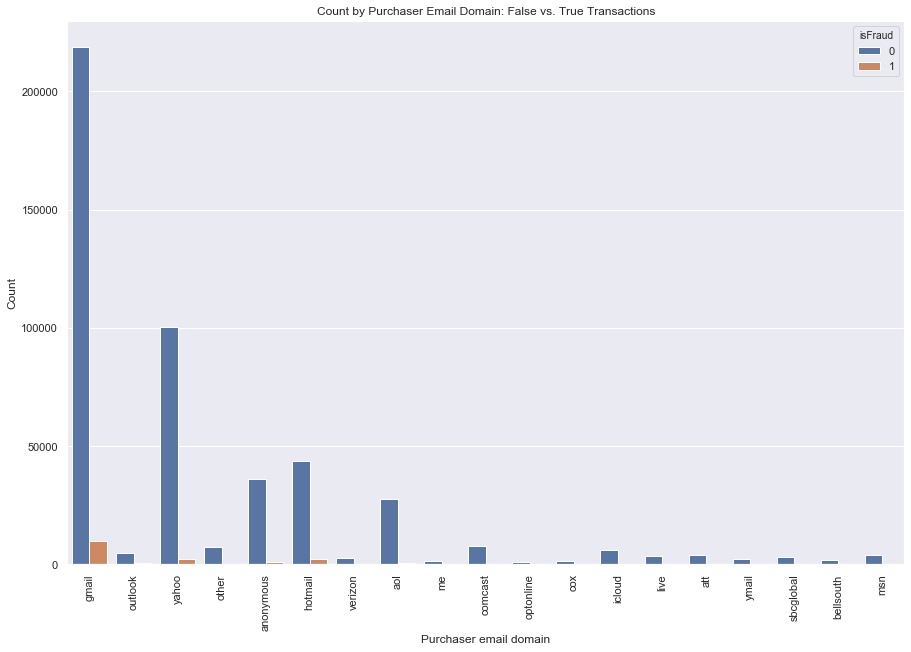 Count by Purchaser Email Domain: False vs. True Transactions
isFraud
0
1
200000
150000
100000
50000
0
Count
gmail
outlook
yahoo
other
anonymous
hotmail
verizon
aol
me
comcast
optonline
cox
icloud
live
att
ymail
sbcglobal
bellsouth
msn
Purchaser email domain